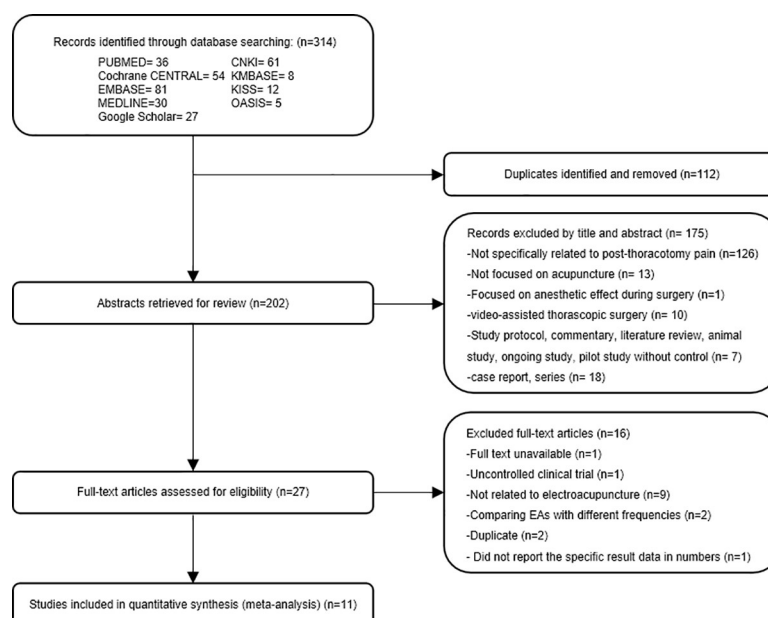 Records identified through database searching: (n=314)
PUBMED= 36 CNKI= 61
Cochrane CENTRAL= 54 KMBASE= 8
EMBASE= 81 KISS= 12
MEDLINE=30 OASIS= 5
Google Scholar= 27
Duplicates identified and removed (n=112)
Records excluded by title and abstract (n= 175)
-Not specifically related to post-thoracotomy pain (n=126)
-Not focused on acupuncture (n= 13)
-Focused on anesthetic effect during surgery (n=1)
-video-assisted thorascopic surgery (n= 10)
-Study protocol, commentary, literature review, animal
study, ongoing study, pilot study without control (n= 7)
-case report, series (n= 18)
Abstracts retrieved for review (n=202)
Excluded full-text articles (n=16)
-Full text unavailable (n=1)
-Uncontrolled clinical trial (n=1)
-Not related to electroacupuncture (n=9)
-Comparing EAs with different frequencies (n=2)
-Duplicate (n=2)
- Did not report the specific result data in numbers (n=1)
Full-text articles assessed for eligibility (n=27)
Studies included in quantitative synthesis (meta-analysis) (n=11)